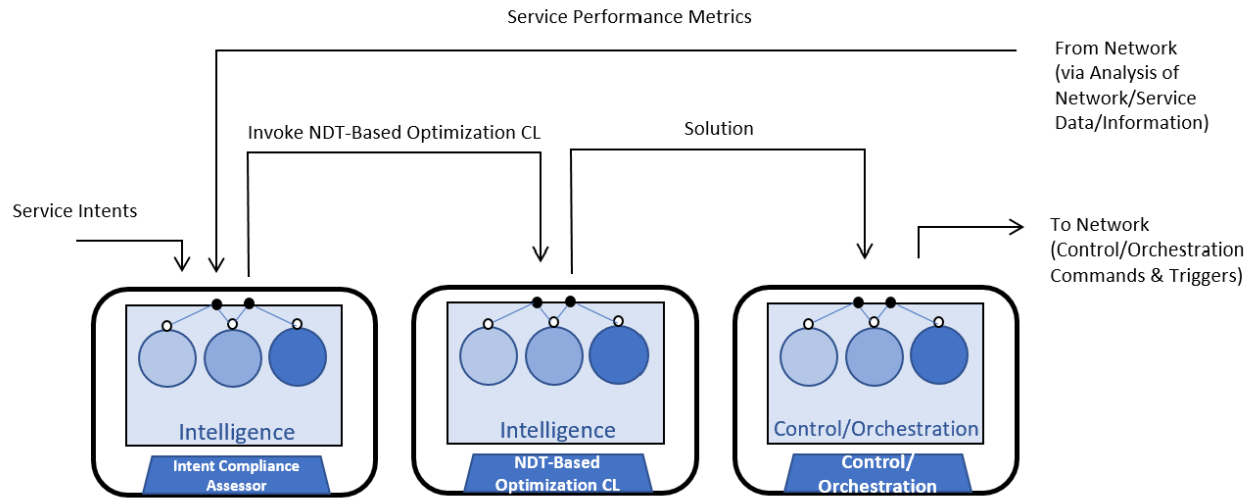 Service Performance Metrics
From Network
(via Analysis of
Network/Service
Data/Information)
Invoke NDT-Based Optimization CL
Solution
Service Intents
To Network
(Control/Orchestration
Commands & Triggers)
Intelligence
Intent Compliance
Assessor
Intelligence
NDT-Based
Optimization CL
Control/Orchestration
Control/
Orchestration